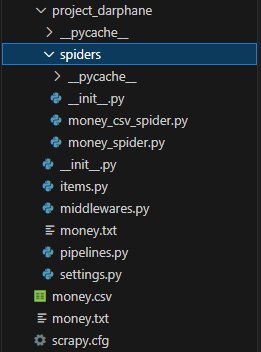 project_darphane
__pycache__
spiders
__pycache__
__init__.py
money_csv_spider.py
money_spider.py
__init__.py
items.py
middlewares.py
money.txt
pipelines.py
settings.py
money.csv
money.txt
scrapy.cfg